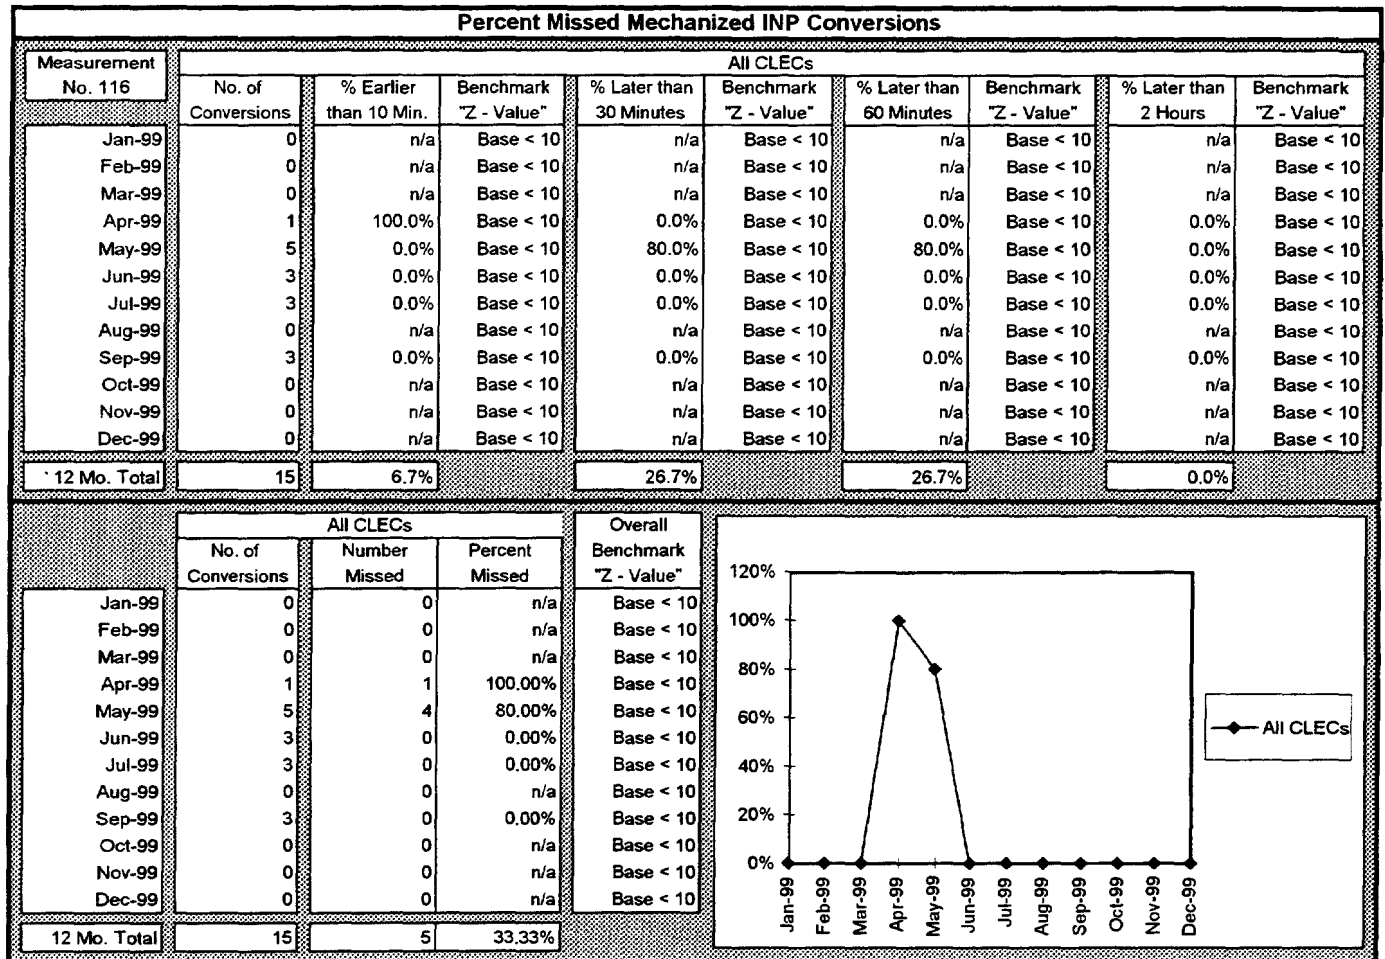 Percent Missed Mechanized INP Conversions
Measurement No. 116
All CLECs
No. of Conversions % Earlier than 10 Min. Benchmark "Z - Value" % Later than 30 Minutes Benchmark "Z - Value" % Later than 60 Minutes Benchmark "Z - Value" % Later than 2 Hours Benchmark "Z - Value"
Jan-99 0 n/a Base < 10 n/a Base < 10 n/a Base < 10 n/a Base < 10
Feb-99 0 n/a Base < 10 n/a Base < 10 n/a Base < 10 n/a Base < 10
Mar-99 0 n/a Base < 10 n/a Base < 10 n/a Base < 10 n/a Base < 10
Apr-99 1 100.0% Base < 10 0.0% Base < 10 0.0% Base < 10 0.0% Base < 10
May-99 5 0.0% Base < 10 80.0% Base < 10 80.0% Base < 10 0.0% Base < 10
Jun-99 3 0.0% Base < 10 0.0% Base < 10 0.0% Base < 10 0.0% Base < 10
Jul-99 3 0.0% Base < 10 0.0% Base < 10 0.0% Base < 10 0.0% Base < 10
Aug-99 0 n/a Base < 10 n/a Base < 10 n/a Base < 10 n/a Base < 10
Sep-99 3 0.0% Base < 10 0.0% Base < 10 0.0% Base < 10 0.0% Base < 10
Oct-99 0 n/a Base < 10 n/a Base < 10 n/a Base < 10 n/a Base < 10
Nov-99 0 n/a Base < 10 n/a Base < 10 n/a Base < 10 n/a Base < 10
Dec-99 0 n/a Base < 10 n/a Base < 10 n/a Base < 10 n/a Base < 10
12 Mo. Total 15 6.7% 26.7% 26.7% 0.0%
All CLECs
No. of Conversions Number Missed Percent Missed Overall Benchmark "Z - Value"
Jan-99 0 0 n/a Base < 10
Feb-99 0 0 n/a Base < 10
Mar-99 0 0 n/a Base < 10
Apr-99 1 1 100.00% Base < 10
May-99 5 4 80.00% Base < 10
Jun-99 3 0 0.00% Base < 10
Jul-99 3 0 0.00% Base < 10
Aug-99 0 0 n/a Base < 10
Sep-99 3 0 0.00% Base < 10
Oct-99 0 0 n/a Base < 10
Nov-99 0 0 n/a Base < 10
Dec-99 0 0 n/a Base < 10
12 Mo. Total 15 5 33.33%
120%
100%
80%
60%
40%
20%
0%
Jan-99
Feb-99
Mar-99
Apr-99
May-99
Jun-99
Jul-99
Aug-99
Sep-99
Oct-99
Nov-99
Dec-99
All CLECs